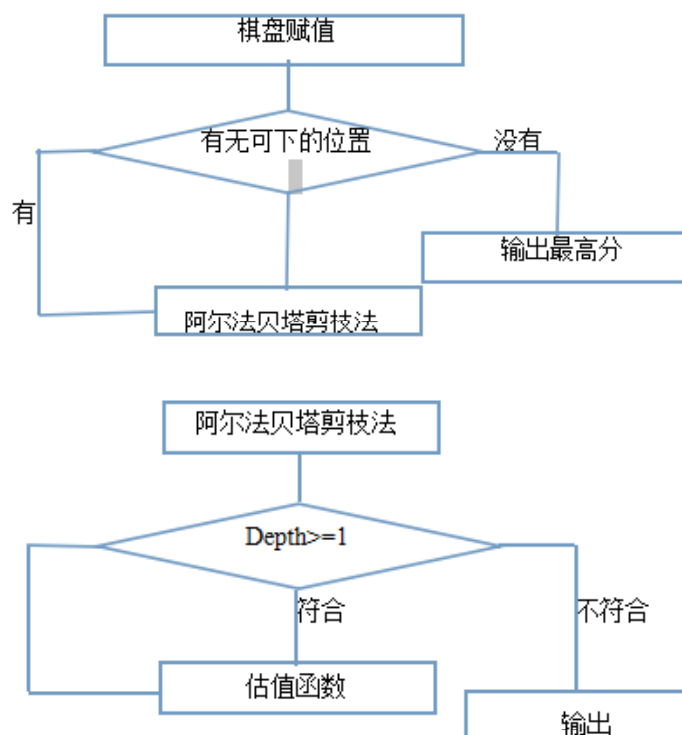 棋盘赋值
有无可下的位置
没有
有
输出最高分
阿尔法贝塔剪技法
阿尔法贝塔剪枝法
Depth>=1
符合
不符合
估值函数
输出